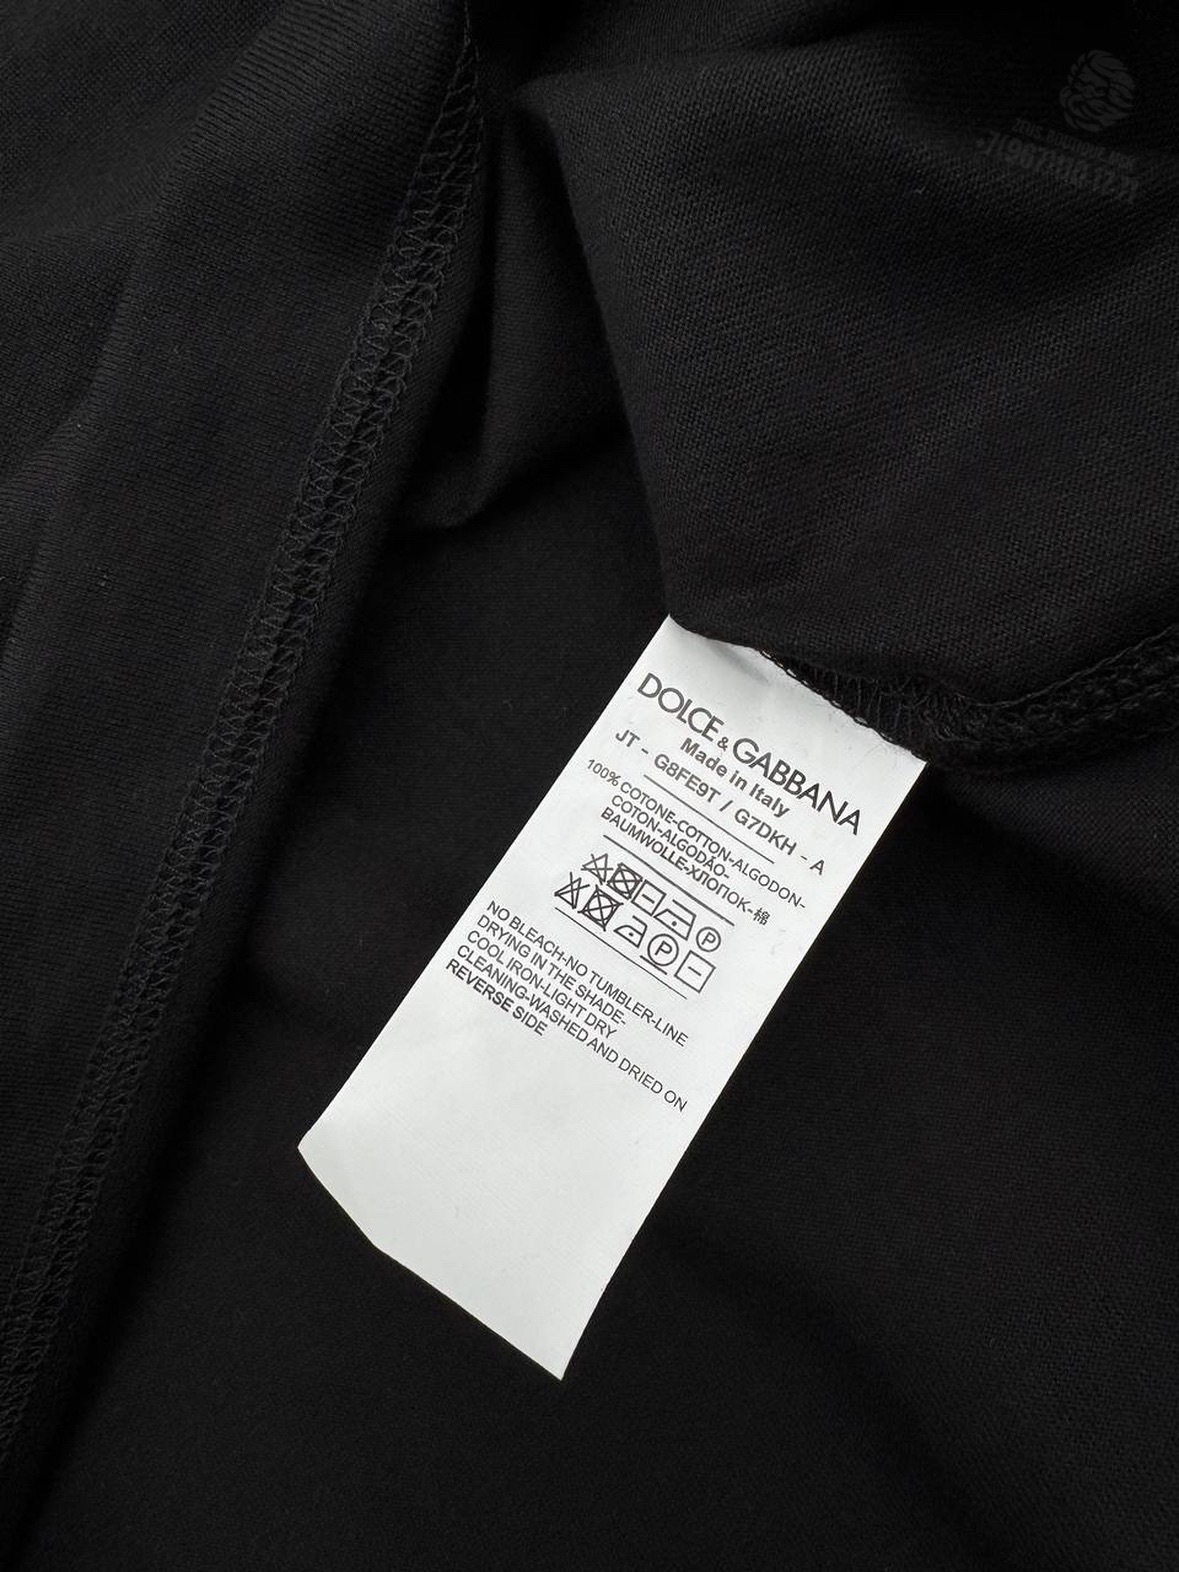 DOLCE & GABBANA
Made in Italy
JT - G8FE9T / G7DKH - A
100% COTONE-COTTON-ALGODON-
COTON-ALGODÃO-
BAUMWOLLE-ХЛОПОК-棉
P
P
NO BLEACH-NO TUMBLER-LINE
DRYING IN THE SHADE-
COOL IRON-LIGHT DRY
CLEANING-WASHED AND DRIED ON
REVERSE SIDE